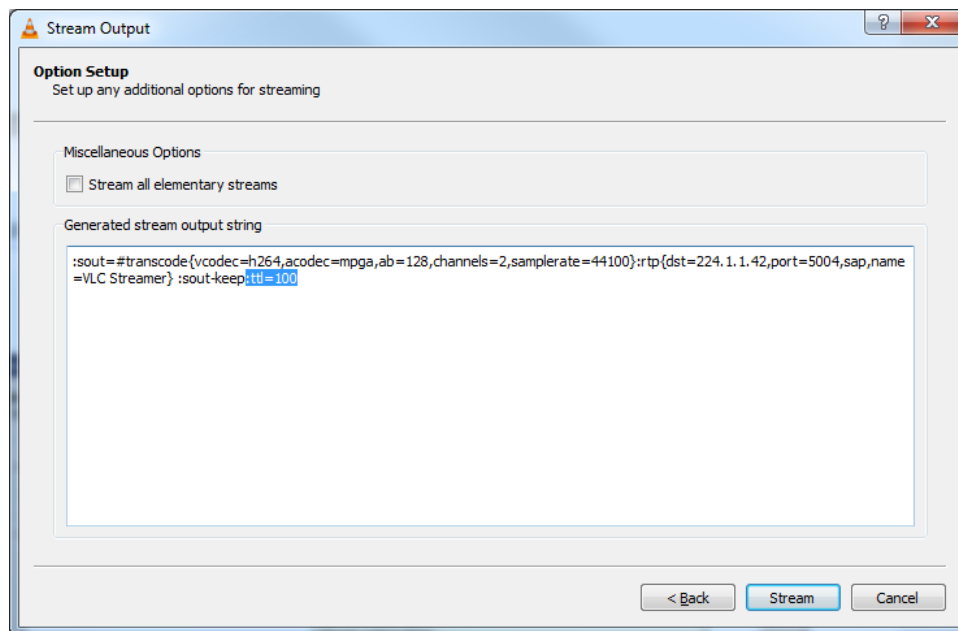 Stream Output
Option Setup
Set up any additional options for streaming
Miscellaneous Options
Stream all elementary streams
Generated stream output string
:sout=#transcode{vcodec=h264,acodec=mpga,ab=128,channels=2,samplerate=44100}:rtp{dst=224.1.1.42,port=5004,sap,name
=VLC Streamer} :sout-keep:ttl=100
< Back
Stream
Cancel